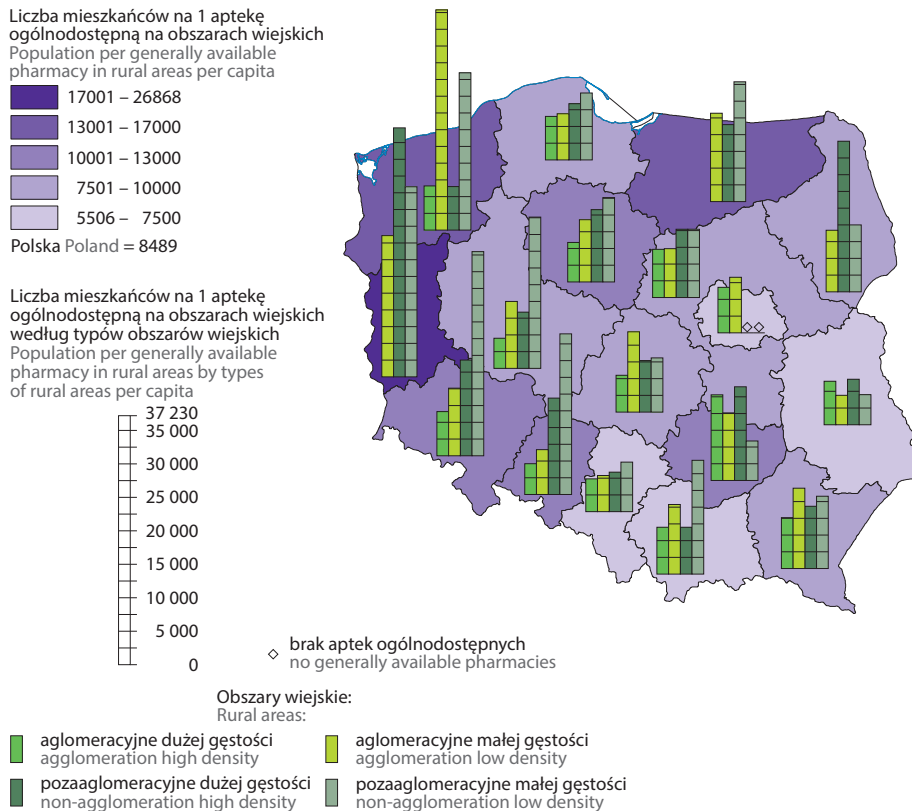 Liczba mieszkańców na 1 aptekę
ogólnodostępną na obszarach wiejskich
Population per generally available
pharmacy in rural areas per capita
17001 – 26868
13001 – 17000
10001 – 13000
7501 – 10000
5506 – 7500
Polska Poland = 8489
Liczba mieszkańców na 1 aptekę
ogólnodostępną na obszarach wiejskich
według typów obszarów wiejskich
Population per generally available
pharmacy in rural areas by types
of rural areas per capita
37 230
35 000
30 000
25 000
20 000
15 000
10 000
5 000
0
brak aptek ogólnodostępnych
no generally available pharmacies
Obszary wiejskie:
Rural areas:
aglomeracyjne dużej gęstości
agglomeration high density
aglomeracyjne małej gęstości
agglomeration low density
pozaaglomeracyjne dużej gęstości
non-agglomeration high density
pozaaglomeracyjne małej gęstości
non-agglomeration low density